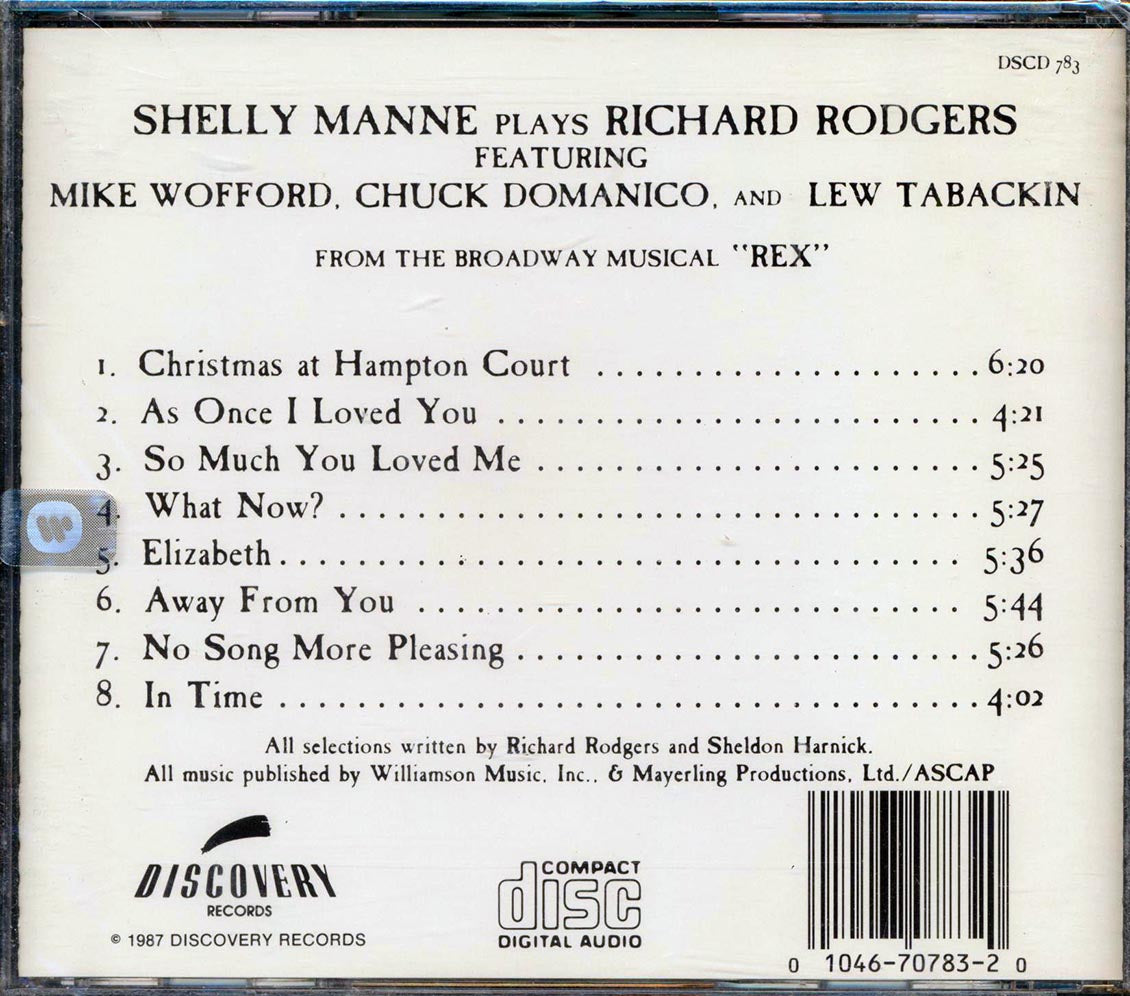 DSCD 783
SHELLY MANNE PLAYS RICHARD RODGERS
FEATURING
MIKE WOFFORD, CHUCK DOMANICO, AND LEW TABACKIN
FROM THE BROADWAY MUSICAL "REX"
1. Christmas at Hampton Court ..................... 6:20
2. As Once I Loved You ......................... 4:21
3. So Much You Loved Me ....................... 5:25
4. What Now? ................................. 5:27
5. Elizabeth ................................... 5:36
6. Away From You ............................ 5:44
7. No Song More Pleasing ........................ 5:26
8. In Time .................................... 4:02
All selections written by Richard Rodgers and Sheldon Harnick.
All music published by Williamson Music, Inc., & Mayerling Productions, Ltd./ASCAP
DISCOVERY
RECORDS
© 1987 DISCOVERY RECORDS
COMPACT
disc
DIGITAL AUDIO
0 1046-70783-2 0